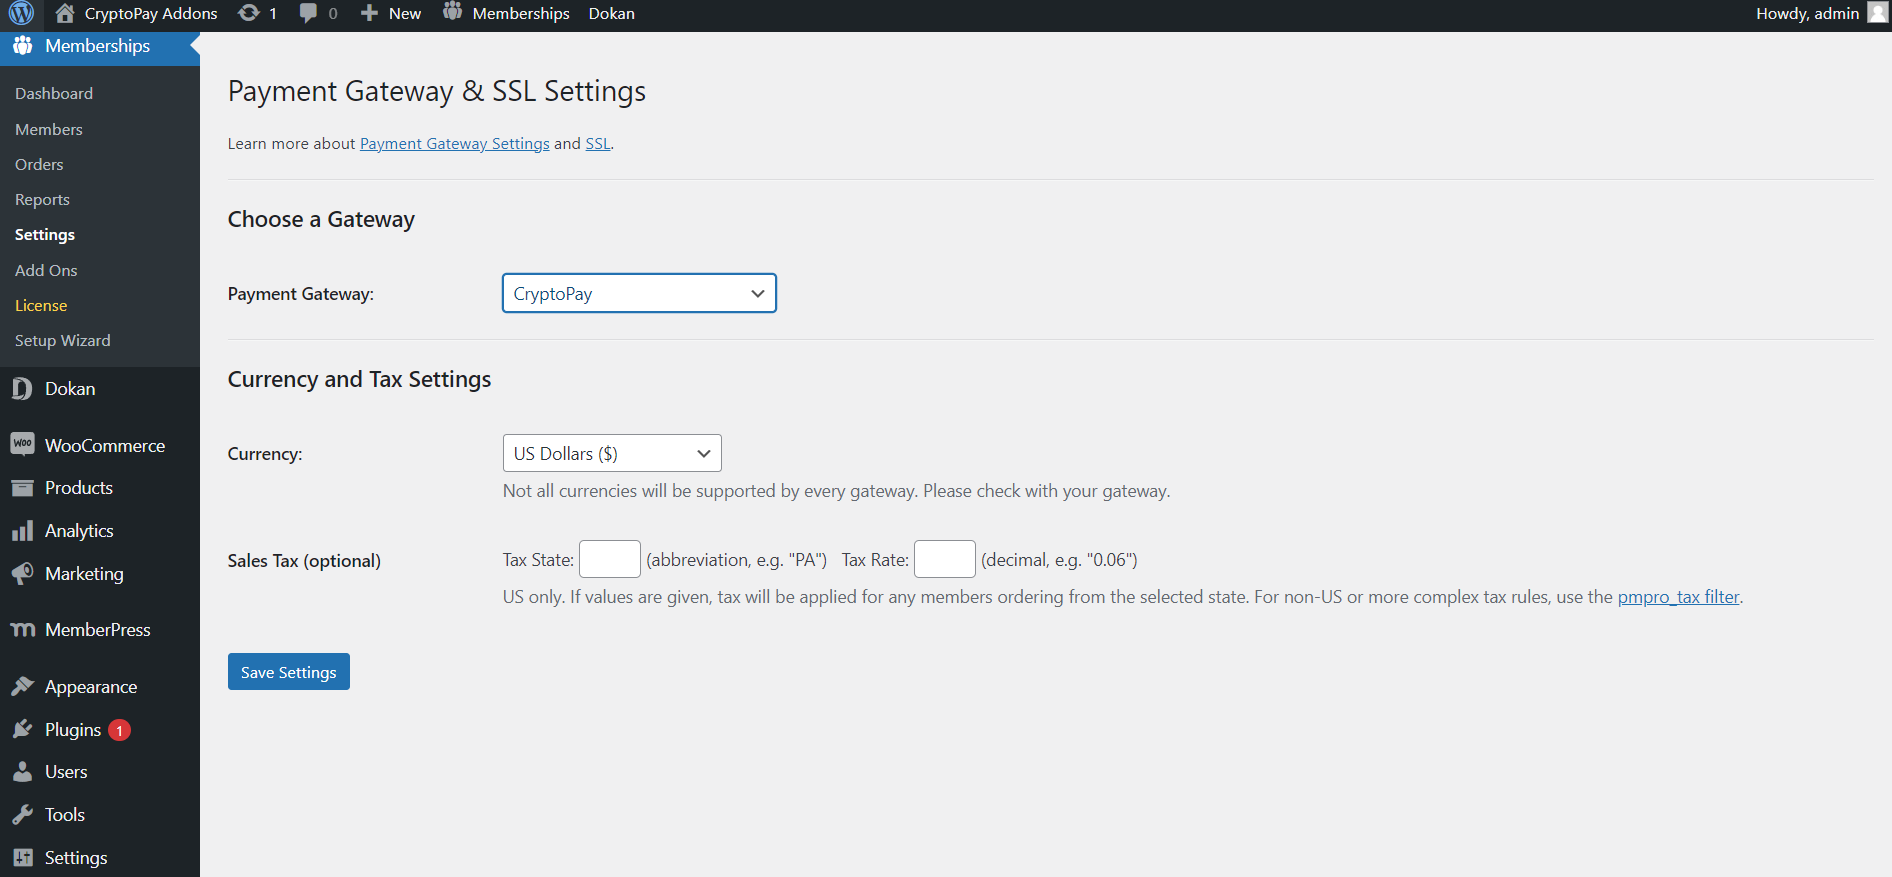 CryptoPay Addons 1 0 New Memberships Dokan Howdy, admin
Memberships
Dashboard
Members
Orders
Reports
Settings
Add Ons
License
Setup Wizard
Dokan
WooCommerce
Products
Analytics
Marketing
MemberPress
Appearance
Plugins 1
Users
Tools
Settings
Payment Gateway & SSL Settings
Learn more about Payment Gateway Settings and SSL.
Choose a Gateway
Payment Gateway: CryptoPay
Currency and Tax Settings
Currency: US Dollars ($)
Not all currencies will be supported by every gateway. Please check with your gateway.
Sales Tax (optional) Tax State: (abbreviation, e.g. "PA") Tax Rate: (decimal, e.g. "0.06")
US only. If values are given, tax will be applied for any members ordering from the selected state. For non-US or more complex tax rules, use the pmpro_tax filter.
Save Settings